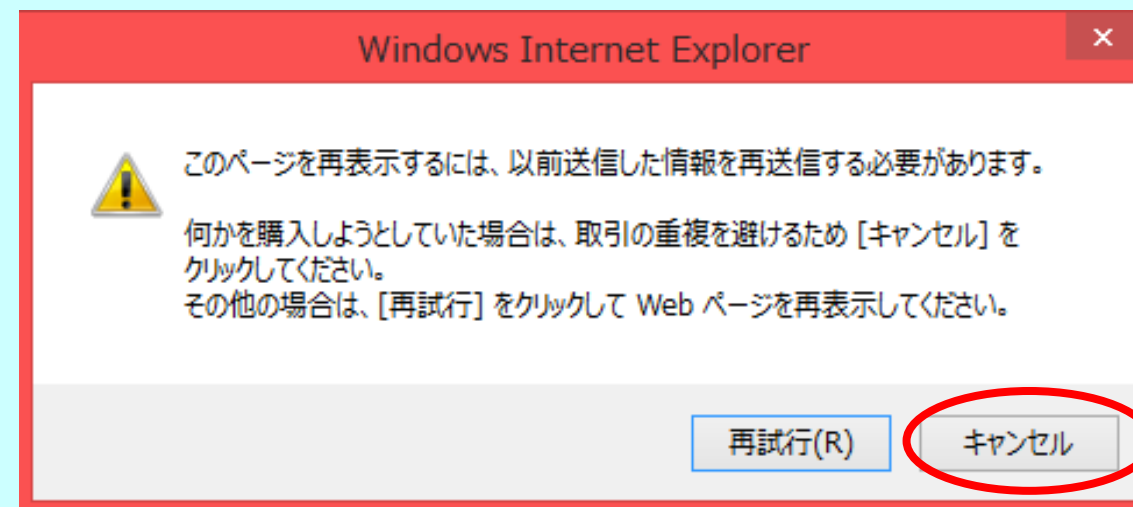 Windows Internet Explorer
このページを再表示するには、以前送信した情報を再送信する必要があります。
何かを購入しようとしていた場合は、取引の重複を避けるため [キャンセル] を
クリックしてください。
その他の場合は、[再試行] をクリックして Web ページを再表示してください。
再試行(R)
キャンセル